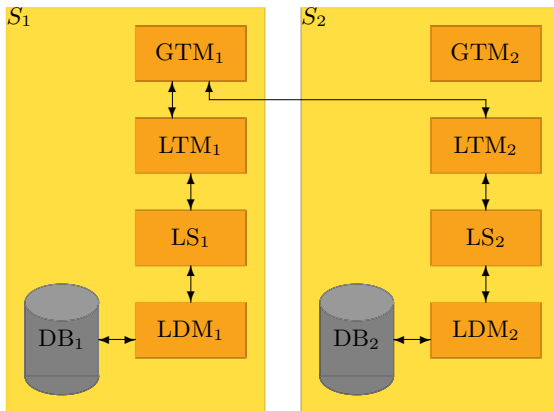 S₁ S₂
GTM₁ GTM₂
LTM₁ LTM₂
LS₁ LS₂
DB₁ LDM₁ DB₂ LDM₂